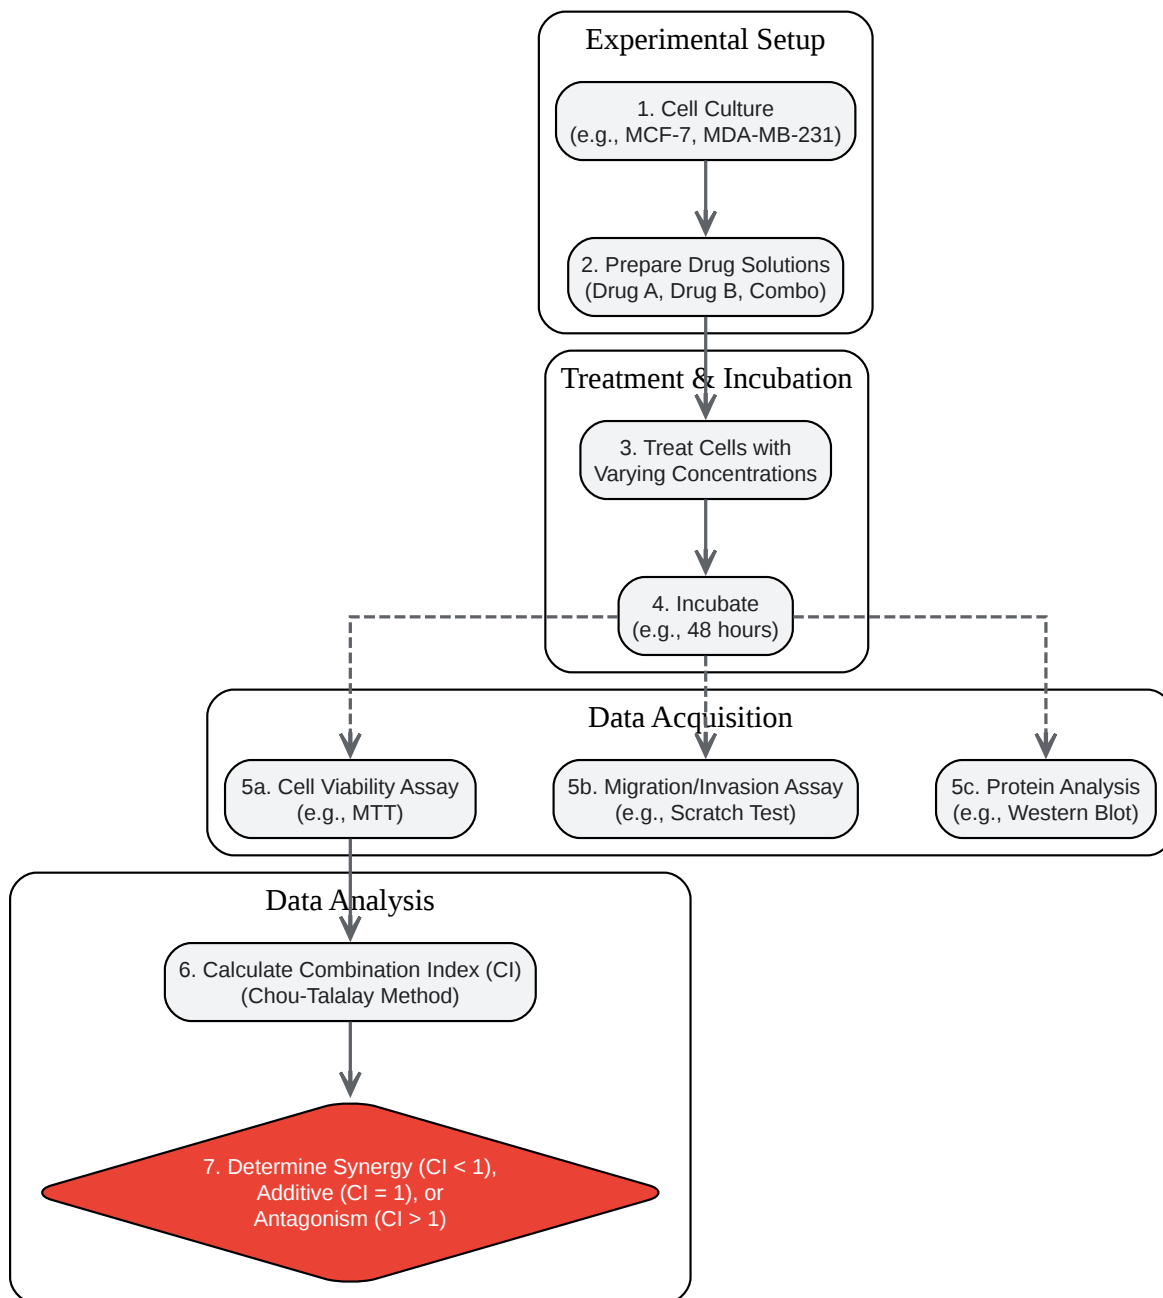 Experimental Setup
1. Cell Culture
(e.g., MCF-7, MDA-MB-231)
2. Prepare Drug Solutions
(Drug A, Drug B, Combo)
Treatment & Incubation
3. Treat Cells with
Varying Concentrations
4. Incubate
(e.g., 48 hours)
Data Acquisition
5a. Cell Viability Assay
(e.g., MTT)
5b. Migration/Invasion Assay
(e.g., Scratch Test)
5c. Protein Analysis
(e.g., Western Blot)
Data Analysis
6. Calculate Combination Index (CI)
(Chou-Talalay Method)
7. Determine Synergy (CI < 1),
Additive (CI = 1), or
Antagonism (CI > 1)